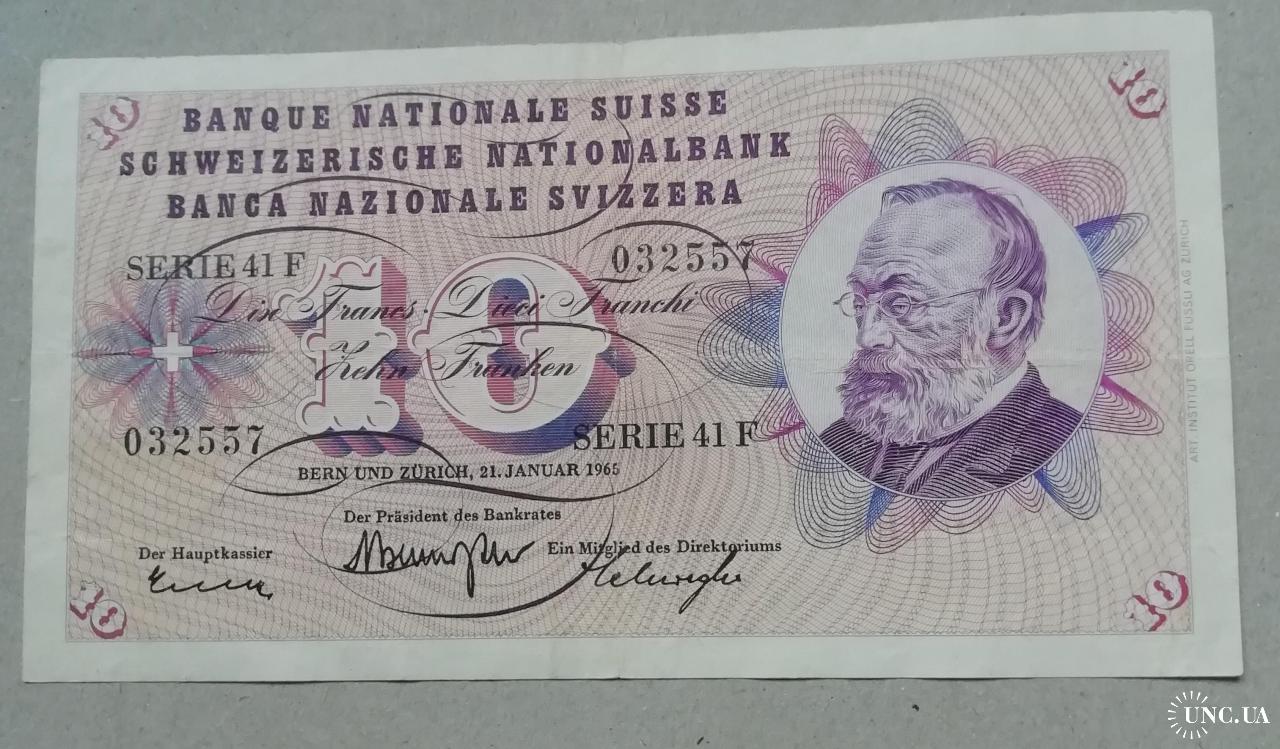 10
10
BANQUE NATIONALE SUISSE
SCHWEIZERISCHE NATIONALBANK
BANCA NAZIONALE SVIZZERA
SERIE 41 F
032557
Dix Francs · Dieci Franchi
10
Zehn Franken
032557
SERIE 41 F
BERN UND ZÜRICH, 21. JANUAR 1965
Der Präsident des Bankrates
Der Hauptkassier
Ein Mitglied des Direktoriums
10
10
ART. INSTITUT ORELL FÜSSLI AG ZÜRICH
UNC.UA